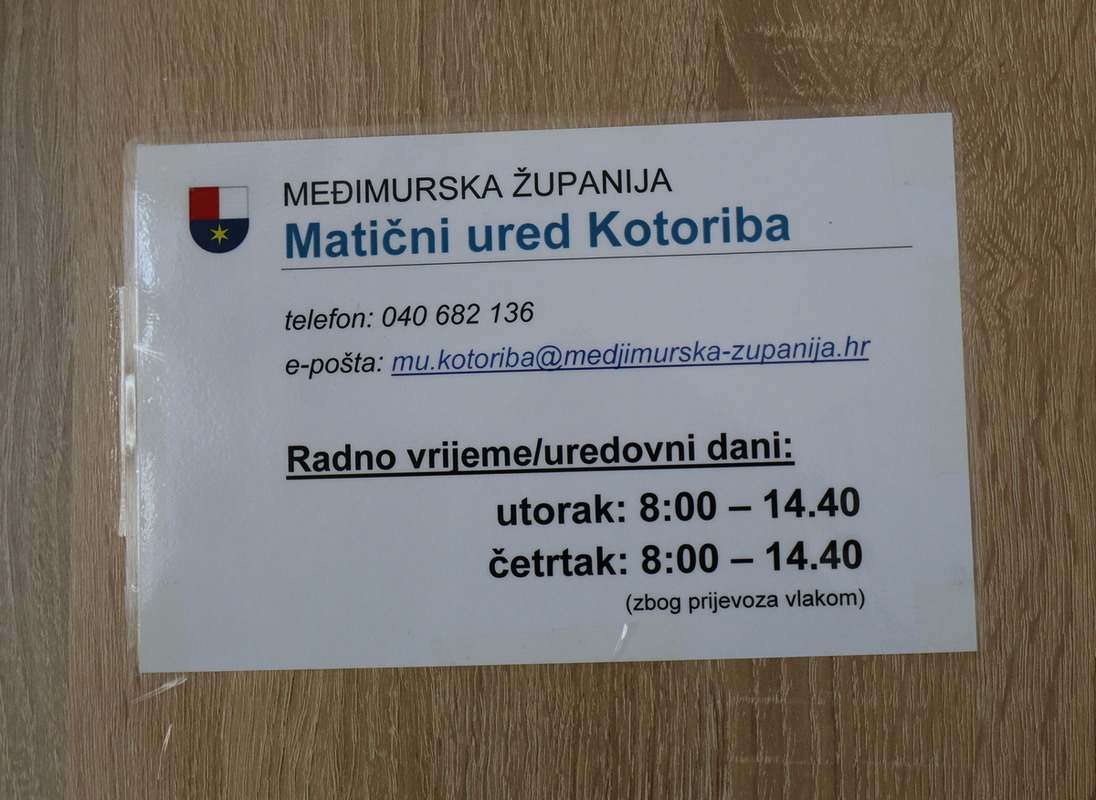 MEĐIMURSKA ŽUPANIJA
Matični ured Kotoriba
telefon: 040 682 136
e-pošta: mu.kotoriba@medjimurska-zupanija.hr
Radno vrijeme/uredovni dani:
utorak: 8:00 – 14.40
četrtak: 8:00 – 14.40
(zbog prijevoza vlakom)